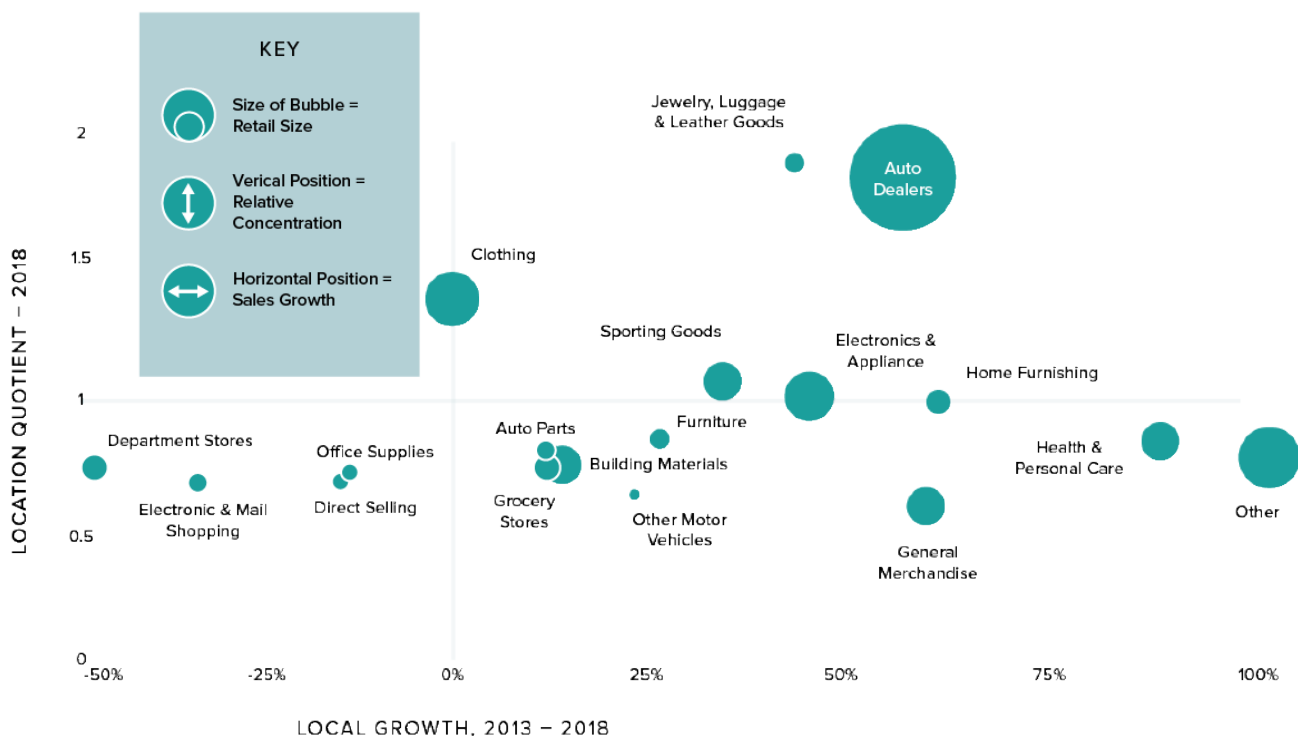 KEY
Size of Bubble =
Retail Size
Verical Position =
Relative
Concentration
Horizontal Position =
Sales Growth
LOCATION QUOTIENT – 2018
2
1.5
1
0.5
0
Jewelry, Luggage
& Leather Goods
Auto
Dealers
Clothing
Sporting Goods
Electronics &
Appliance
Home Furnishing
Department Stores
Office Supplies
Auto Parts
Furniture
Building Materials
Health &
Personal Care
Electronic & Mail
Shopping
Direct Selling
Grocery
Stores
Other Motor
Vehicles
General
Merchandise
Other
-50%
-25%
0%
25%
50%
75%
100%
LOCAL GROWTH, 2013 – 2018